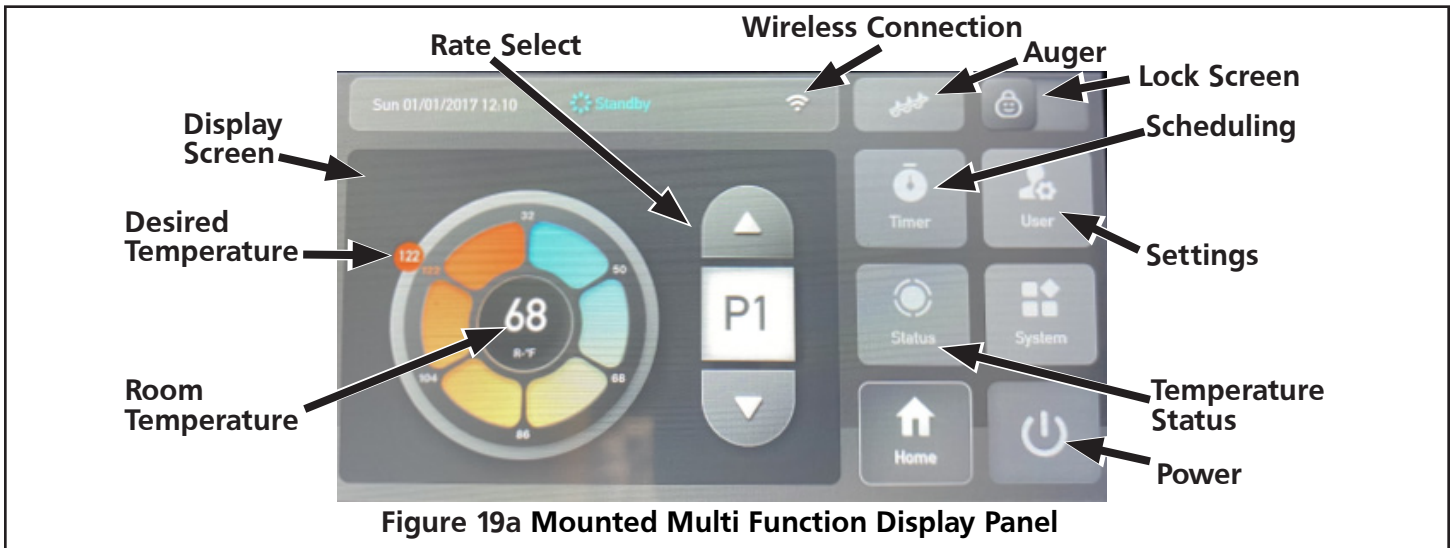 Wireless Connection
Rate Select
Auger
Lock Screen
Sun 01/01/2017 12:10 Standby
Display
Screen
Scheduling
Timer
User
Desired
Temperature
32
122
122
50
Settings
68
R-°F
P1
Status
System
104
68
Room
Temperature
86
Temperature
Status
Home
Power
Figure 19a Mounted Multi Function Display Panel